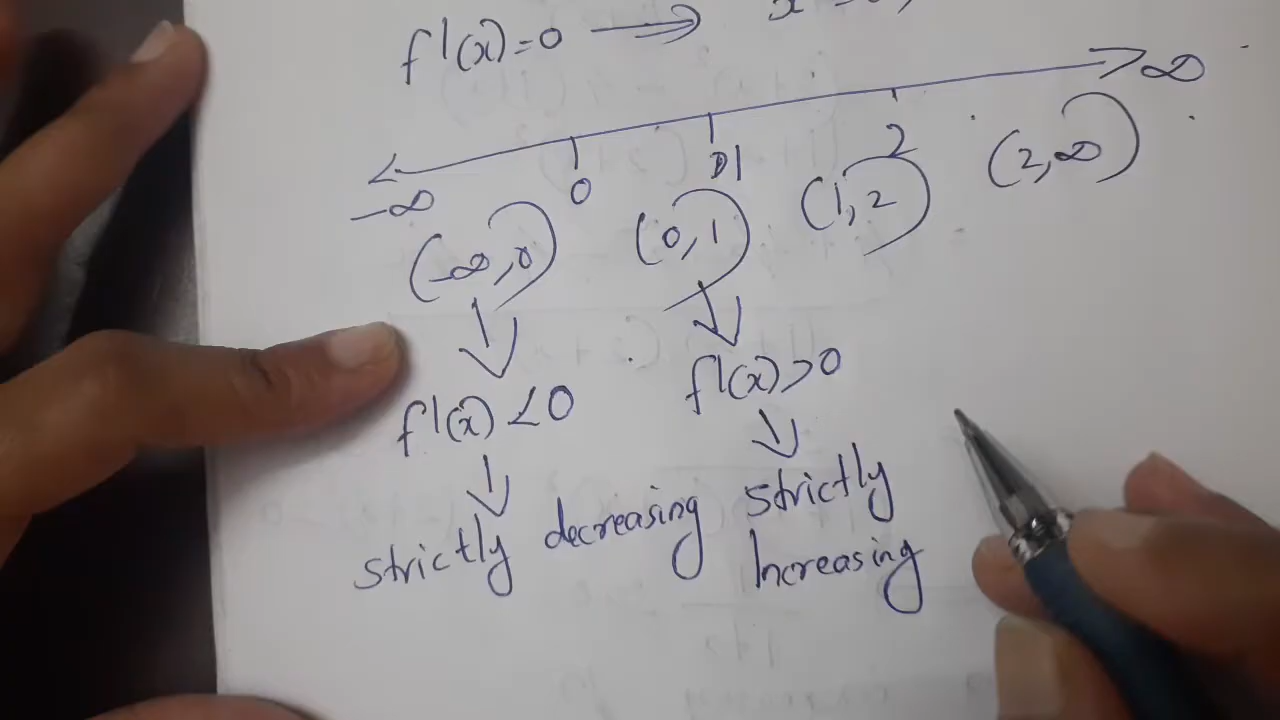 f'(x)=0 ⟹
-∞ 0 1 2 ∞
(-∞,0) (0,1) (1,2) (2,∞)
f'(x)<0 f'(x)>0
strictly decreasing strictly
Increasing